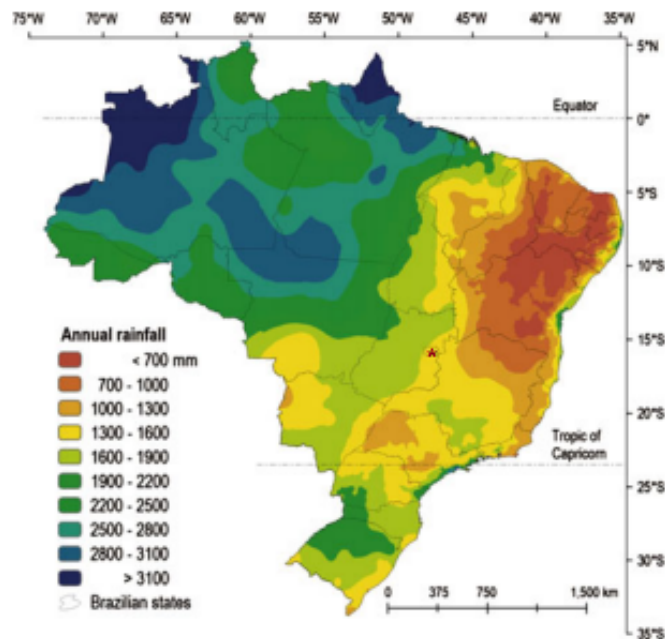 75°W 70°W 65°W 60°W 55°W 50°W 45°W 40°W 35°W
5°N
Equator
0°
5°S
10°S
15°S
20°S
Tropic of
Capricorn
25°S
30°S
35°S
Annual rainfall
< 700 mm
700 - 1000
1000 - 1300
1300 - 1600
1600 - 1900
1900 - 2200
2200 - 2500
2500 - 2800
2800 - 3100
> 3100
Brazilian states
0 375 750 1,500 km